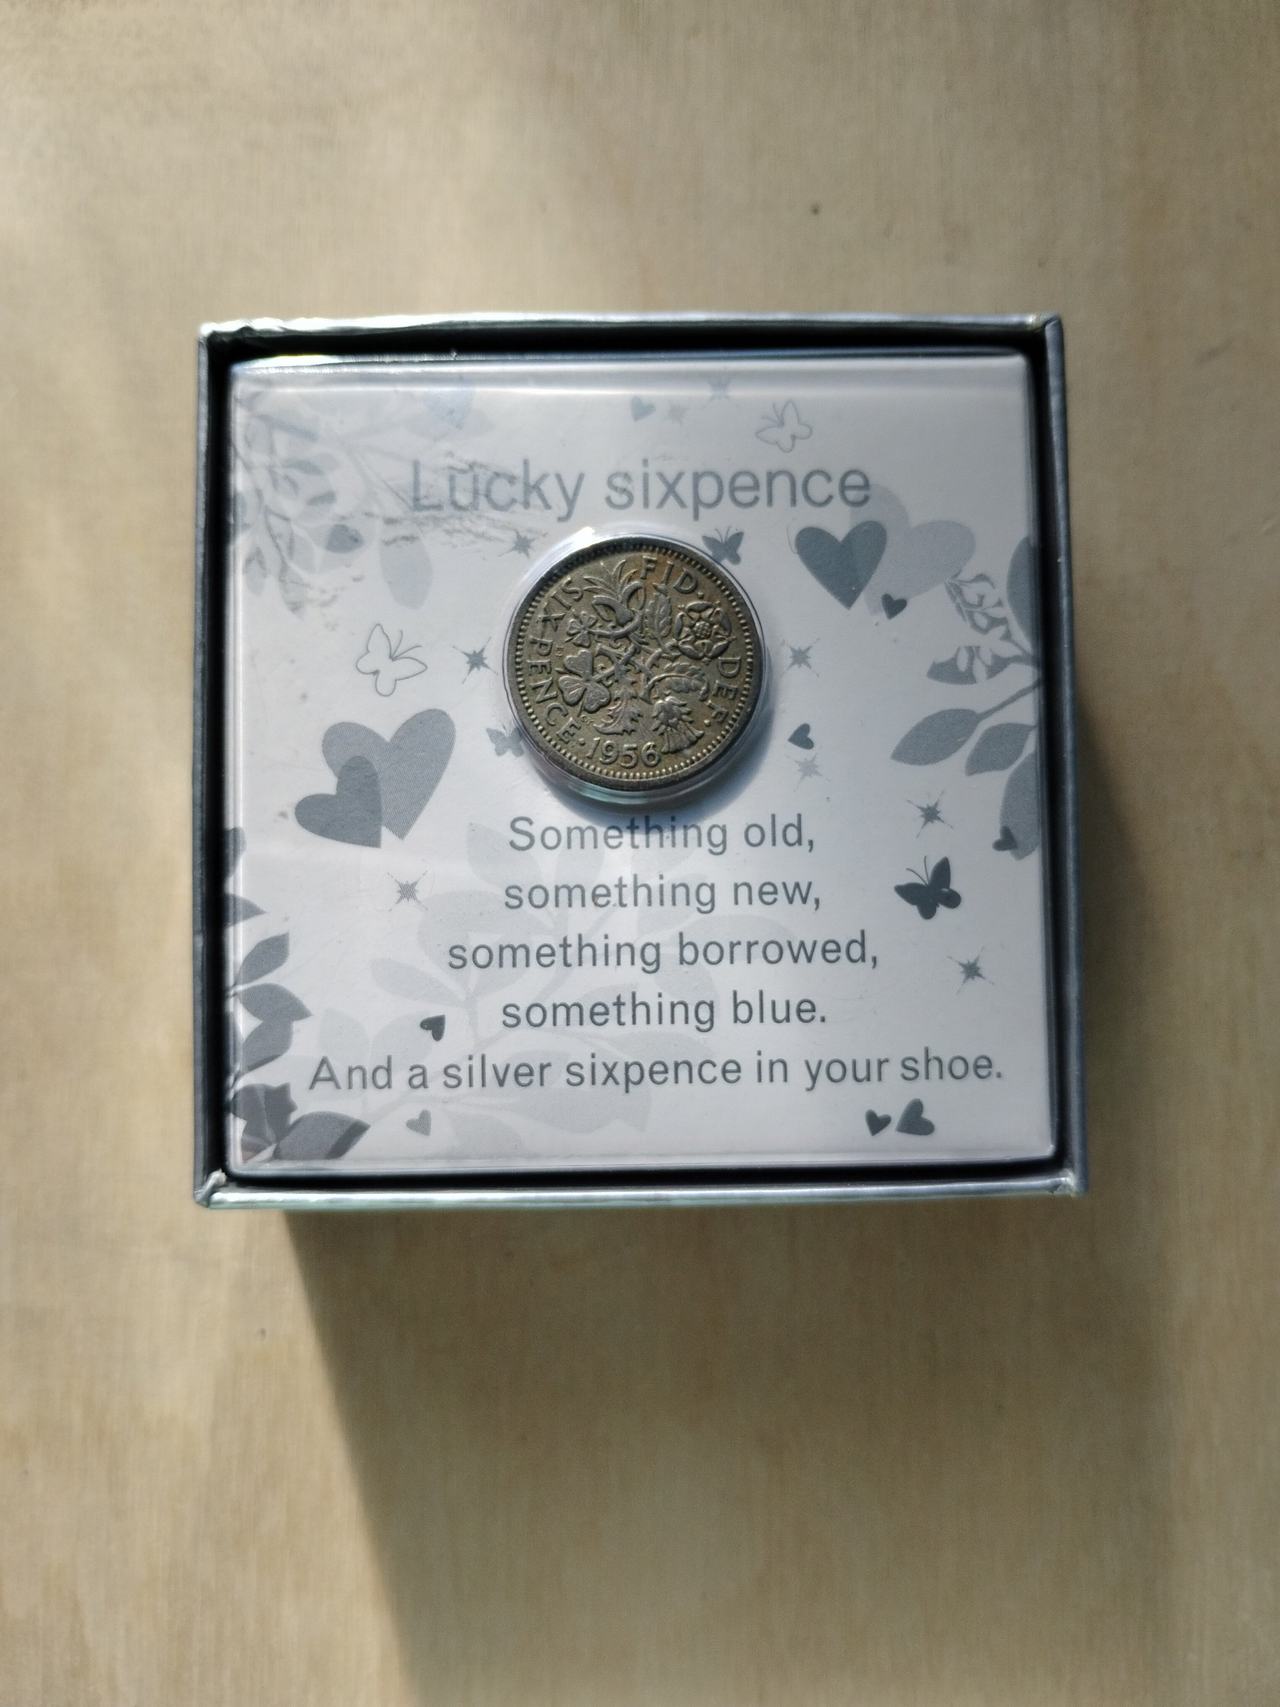 Lucky sixpence
SIX PENCE · 1956
FID · DEF ·
Something old,
something new,
something borrowed,
something blue.
And a silver sixpence in your shoe.